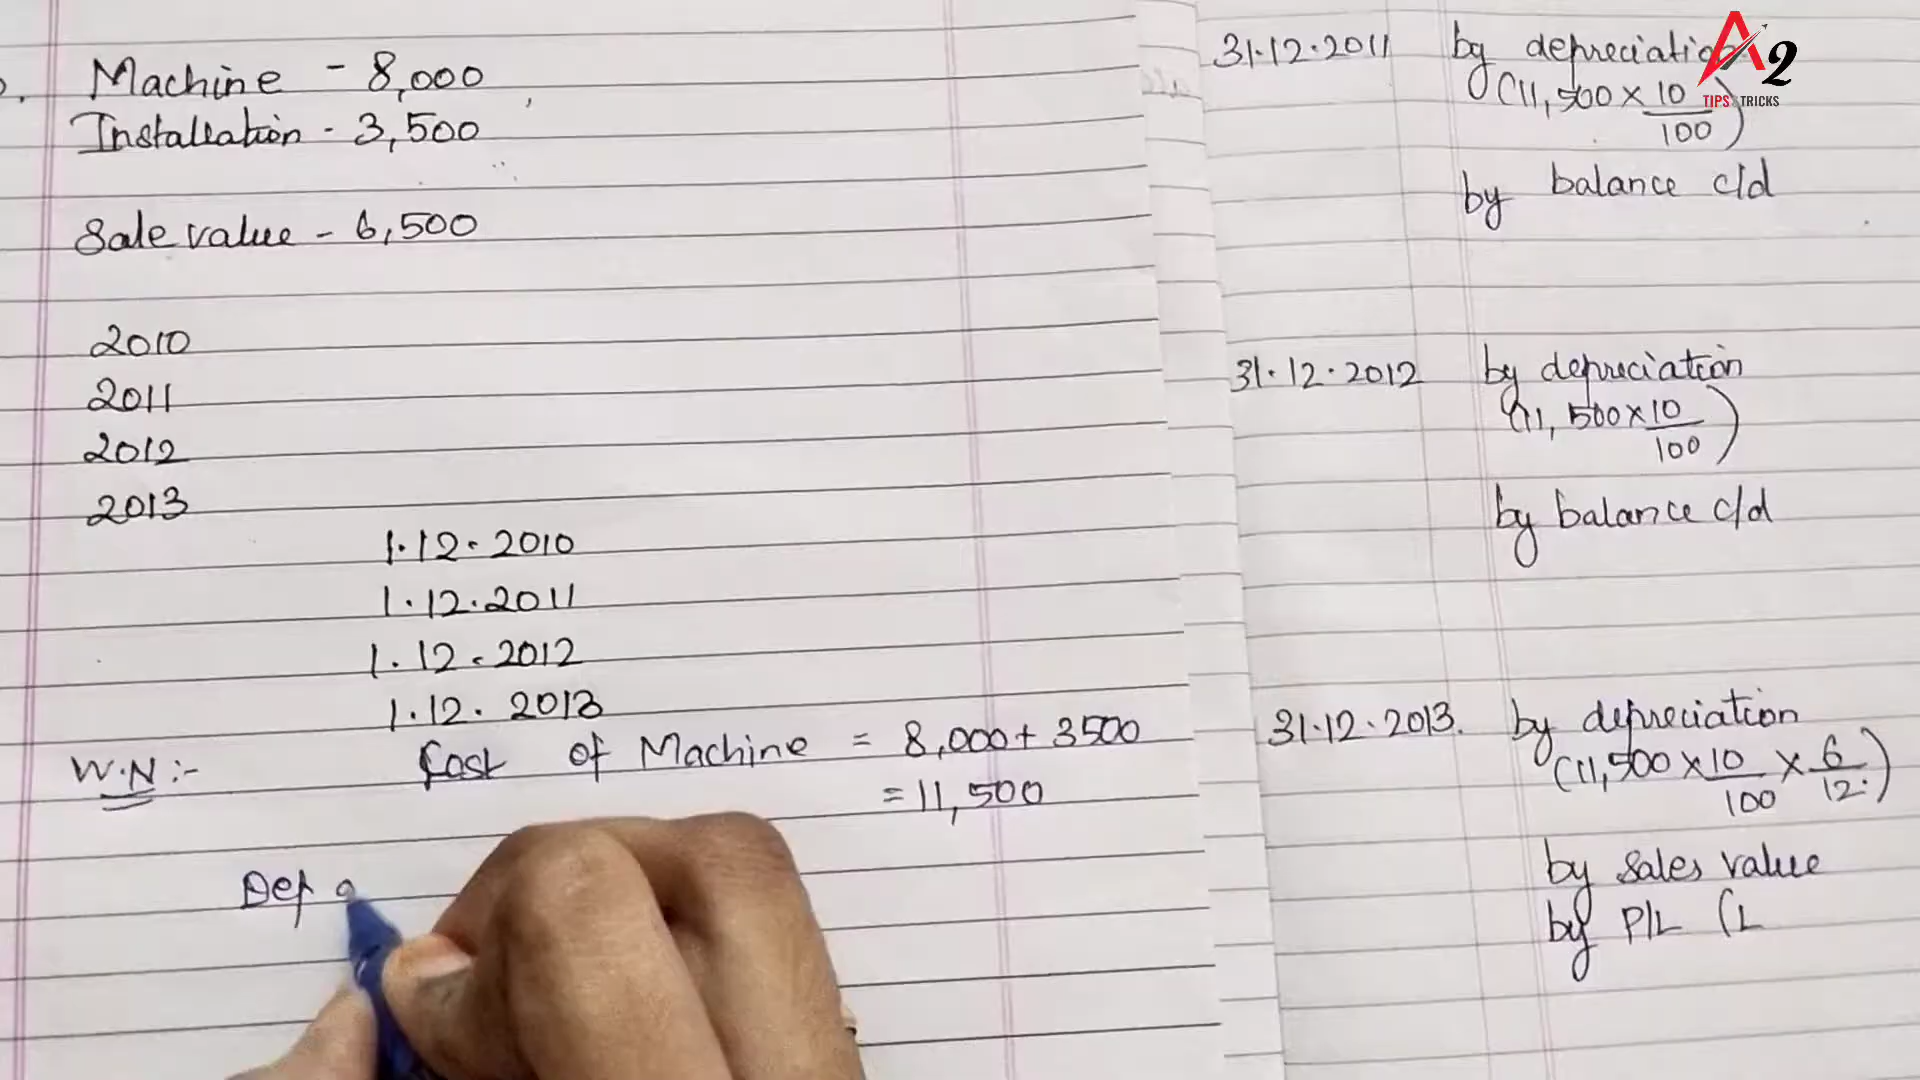 Machine - 8,000
Installation - 3,500
Sale value - 6,500
2010
2011
2012
2013
1.12.2010
1.12.2011
1.12.2012
1.12.2013
W.N:-
Cost of Machine = 8,000+3500
= 11,500
Dep
31.12.2011 by depreciation
(11,500 × 10
100)
by balance c/d
31.12.2012 by depreciation
(11,500 × 10
100)
by balance c/d
31.12.2013. by depreciation
(11,500 × 10 × 6
100 12)
by sales value
by P/L (L
A2
TIPS TRICKS